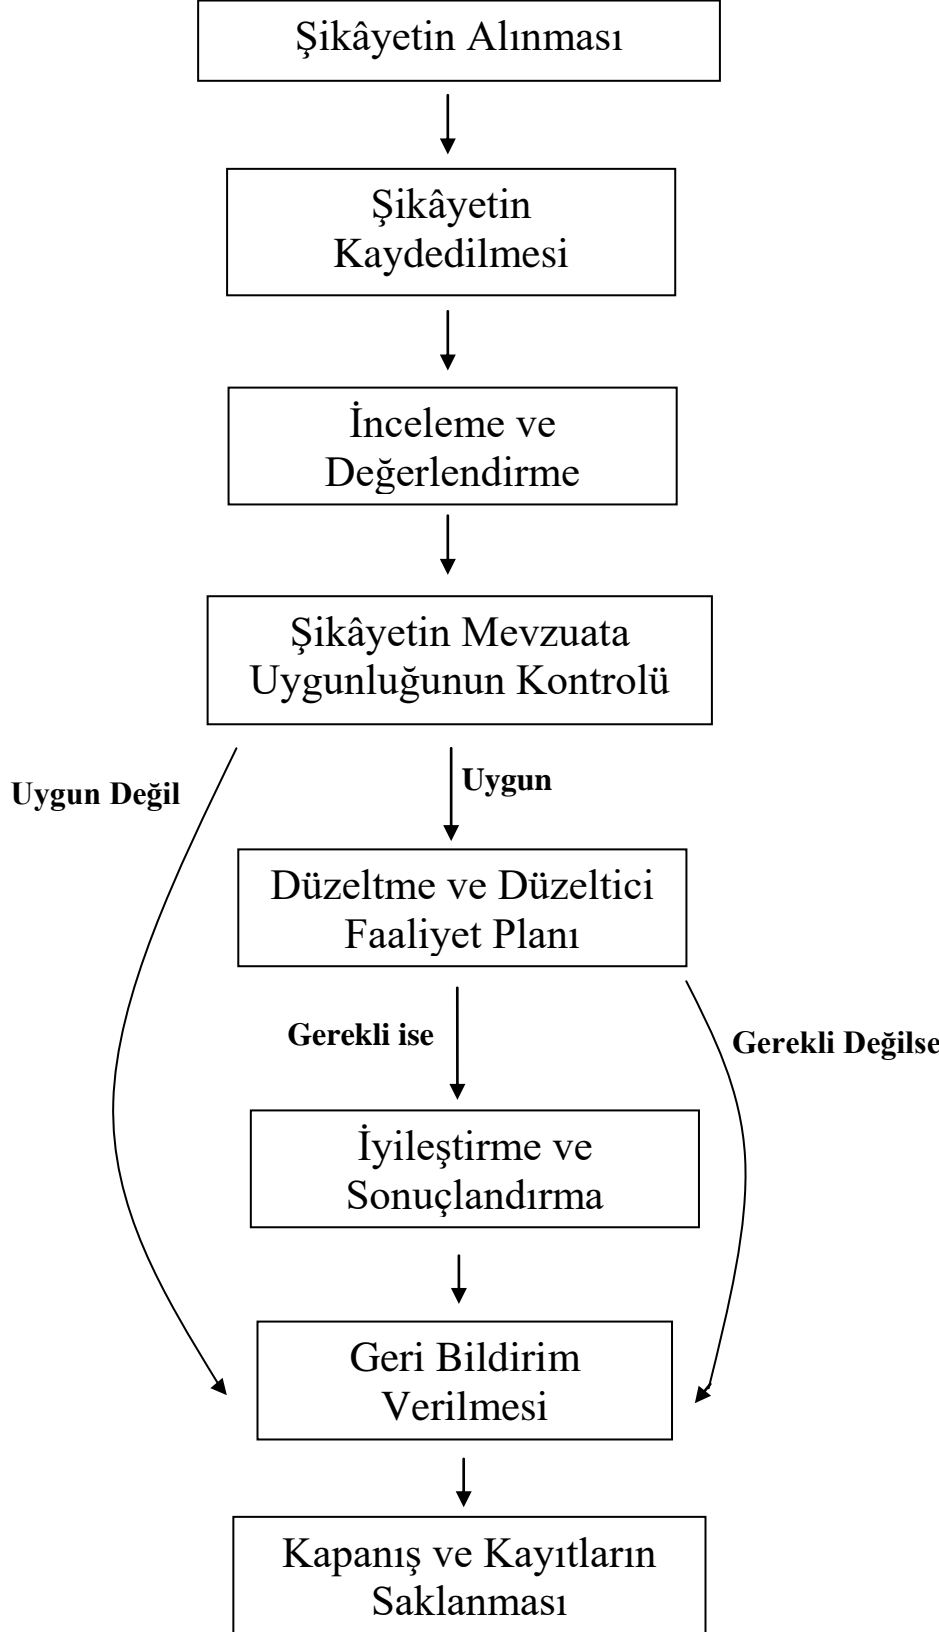 Şikâyetin Alınması
Şikâyetin
Kaydedilmesi
İnceleme ve
Değerlendirme
Şikâyetin Mevzuata
Uygunluğunun Kontrolü
Uygun Değil
Uygun
Düzeltme ve Düzeltici
Faaliyet Planı
Gerekli ise
Gerekli Değilse
İyileştirme ve
Sonuçlandırma
Geri Bildirim
Verilmesi
Kapanış ve Kayıtların
Saklanması